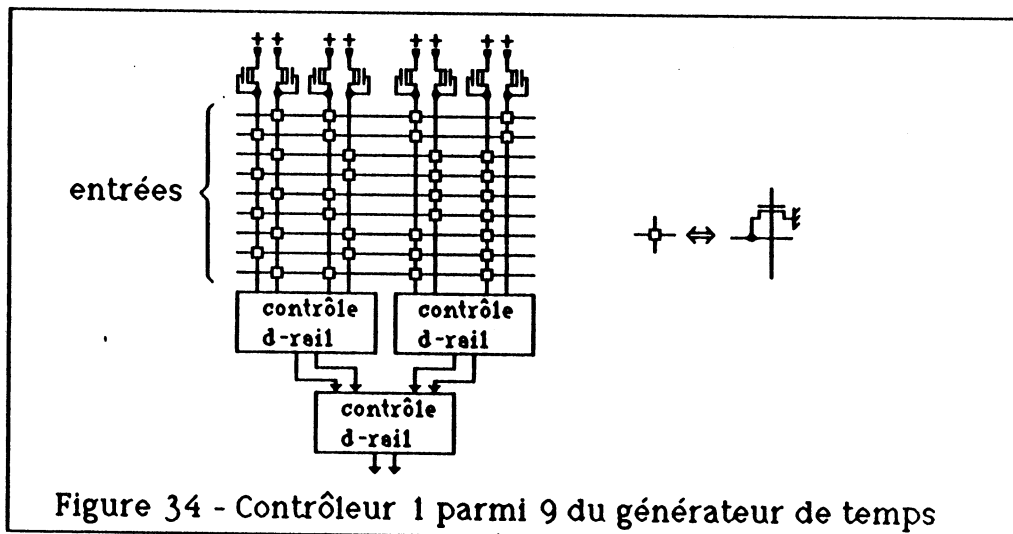 + + + + + + + +
entrées
contrôle
d-rail
contrôle
d-rail
contrôle
d-rail
Figure 34 - Contrôleur 1 parmi 9 du générateur de temps